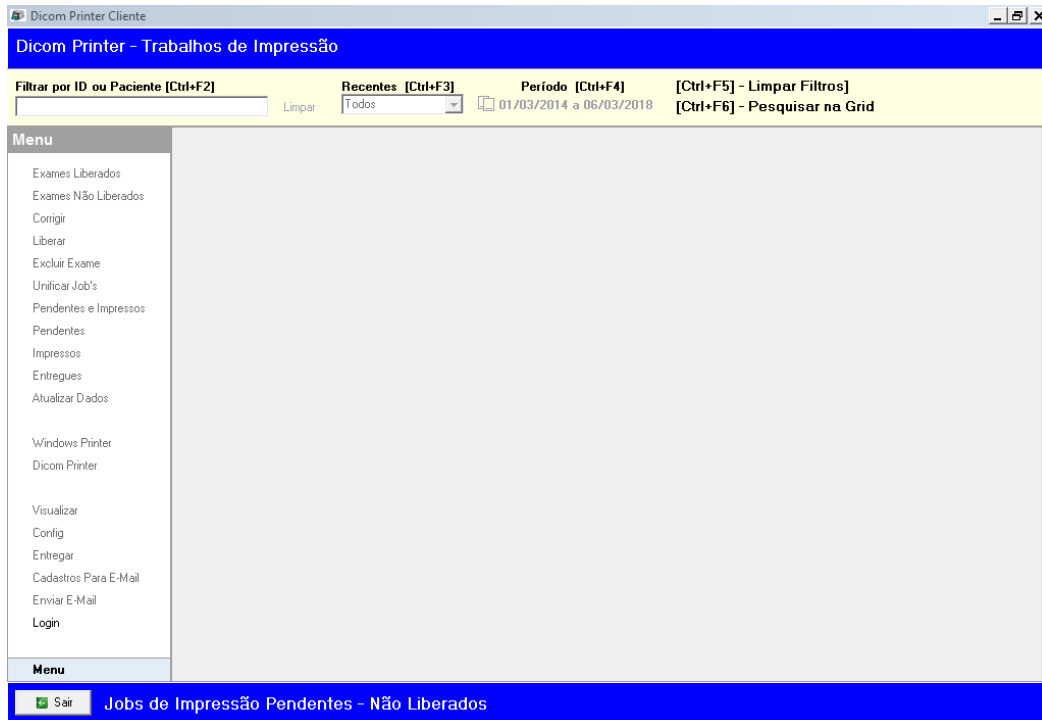 Dicom Printer Cliente
Dicom Printer - Trabalhos de Impressão
Filtrar por ID ou Paciente [Ctrl+F2]
Limpar
Recentes [Ctrl+F3]
Todos
Período [Ctrl+F4]
01/03/2014 a 06/03/2018
[Ctrl+F5] - Limpar Filtros]
[Ctrl+F6] - Pesquisar na Grid
Menu
Exames Liberados
Exames Não Liberados
Corrigir
Liberar
Excluir Exame
Unificar Job's
Pendentes e Impressos
Pendentes
Impressos
Entregues
Atualizar Dados
Windows Printer
Dicom Printer
Visualizar
Config
Entregar
Cadastros Para E-Mail
Enviar E-Mail
Login
Menu
Sair
Jobs de Impressão Pendentes - Não Liberados